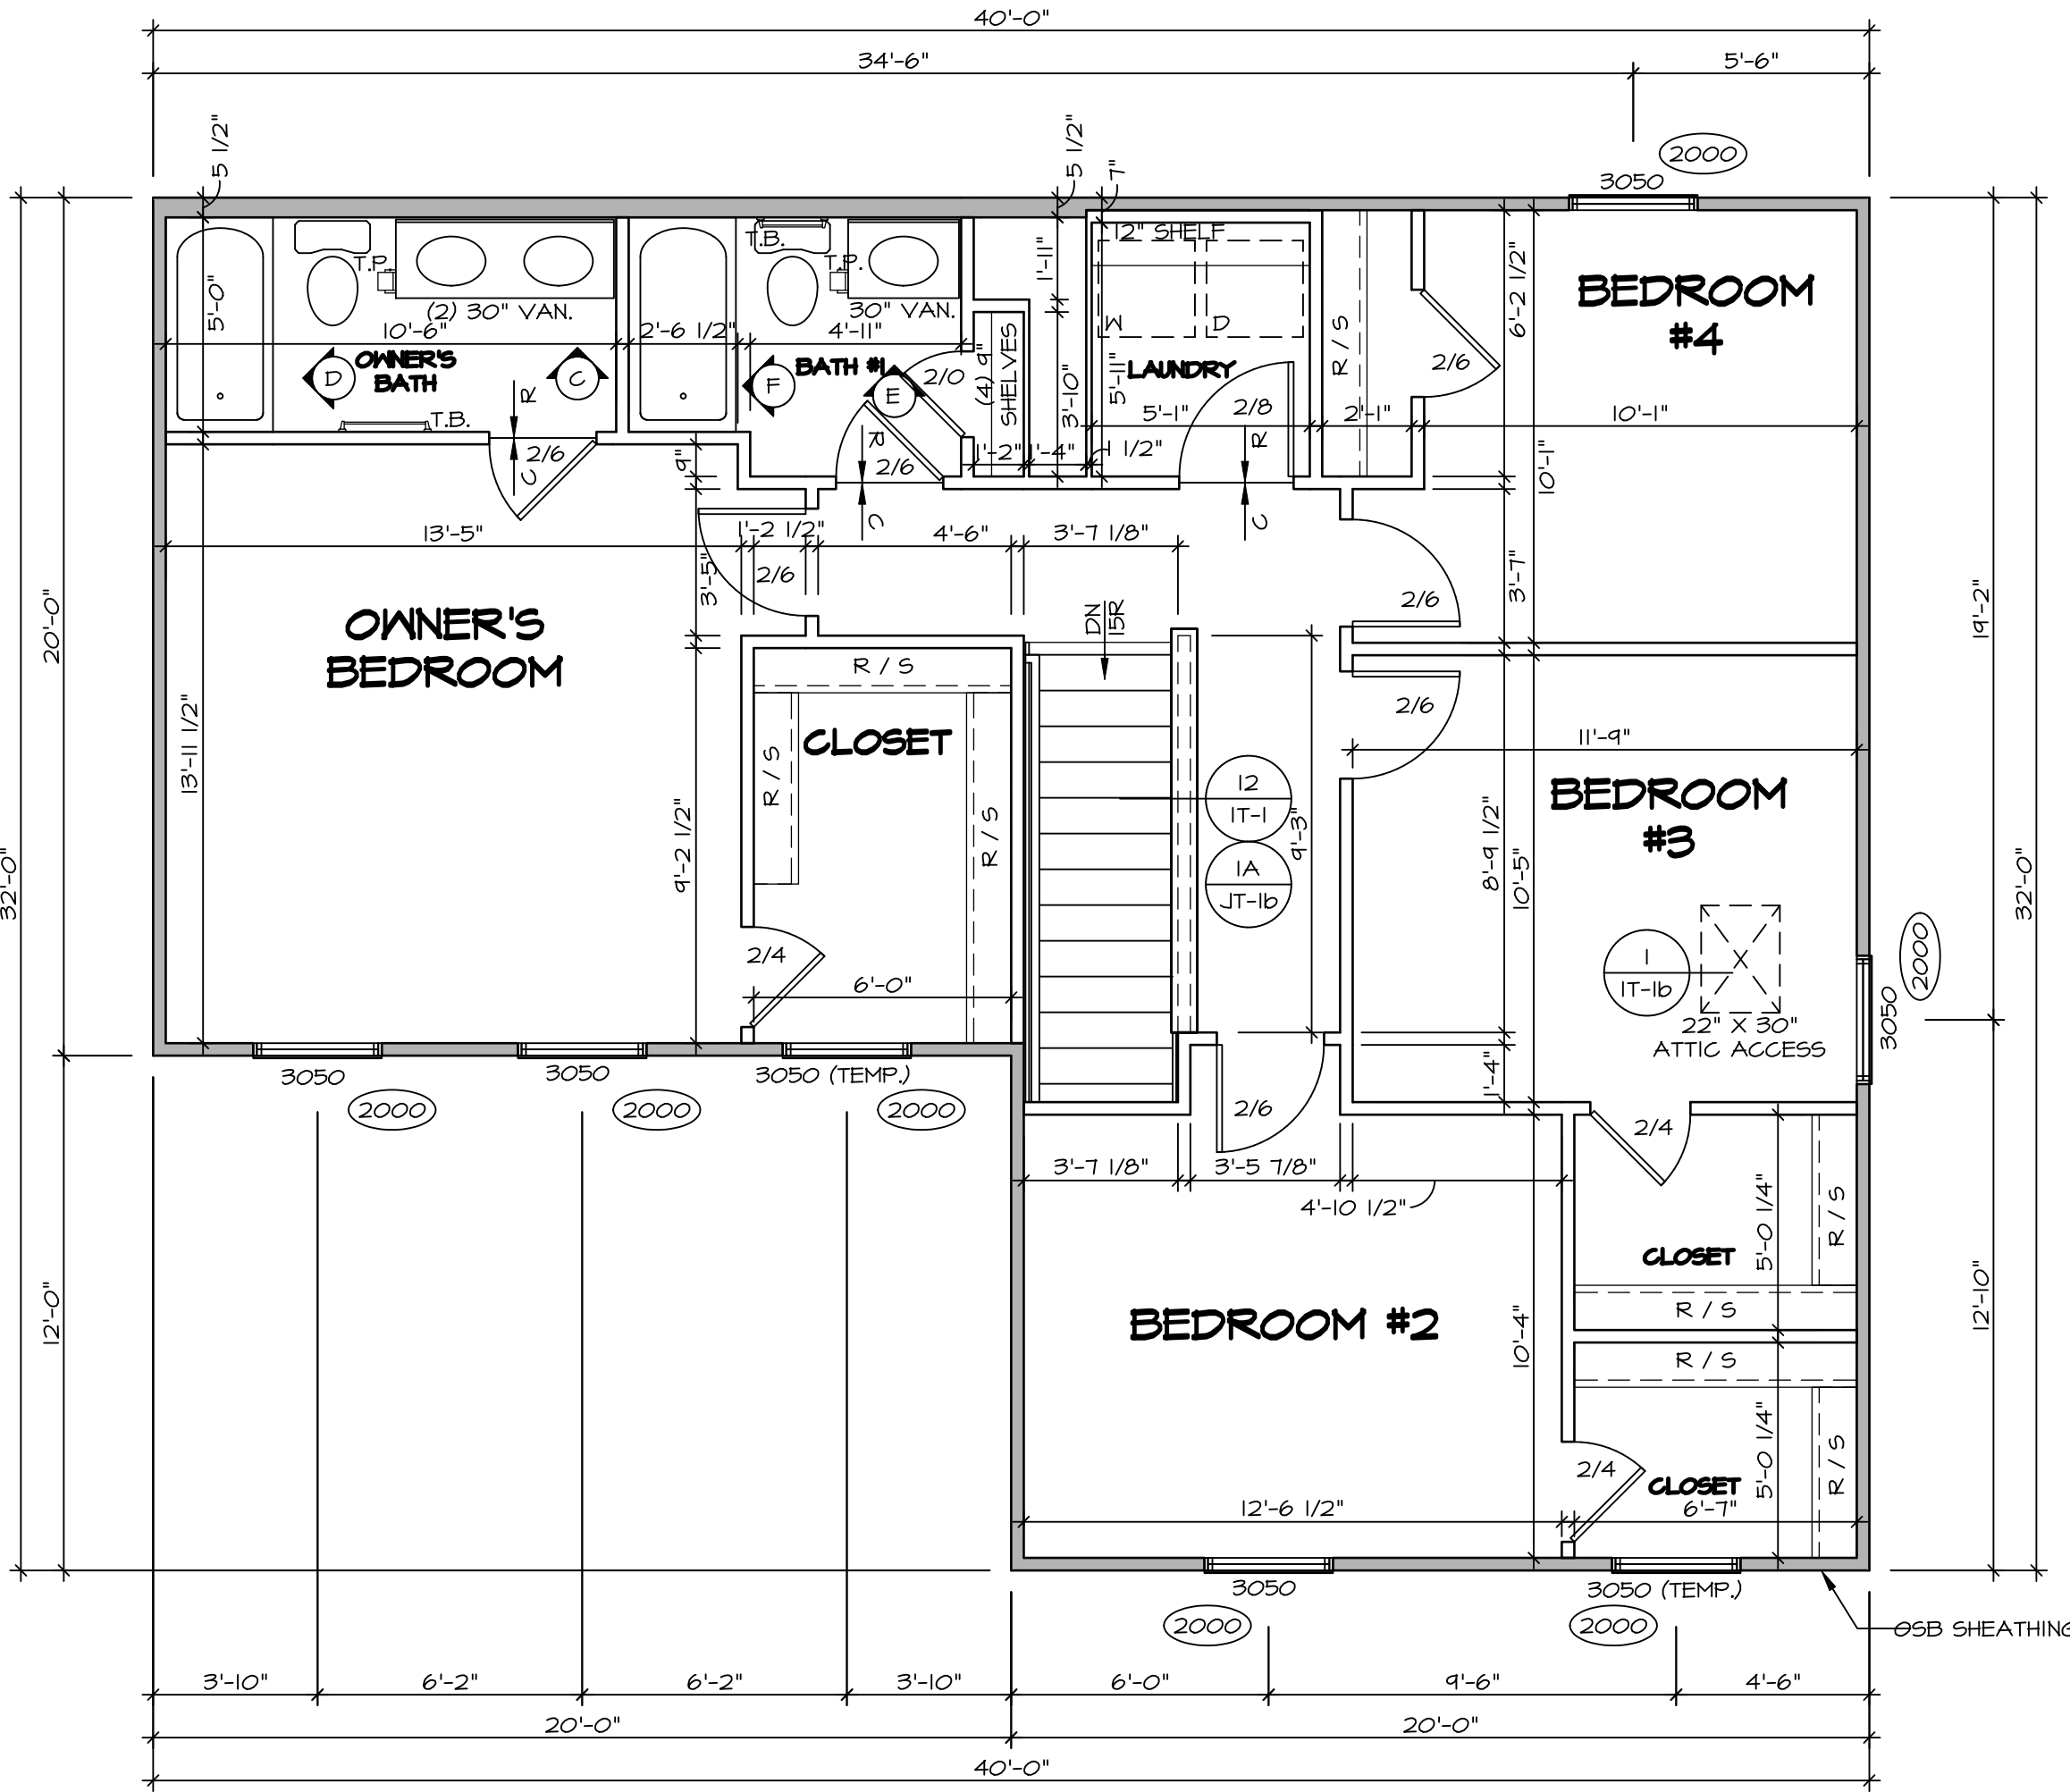 40'-0"
34'-6"
5'-6"
5 1/2"
5 1/2"
7"
2000
3050
T.B.
12" SHELF
T.P.
T.P.
1'-11"
5'-0"
6'-2 1/2"
BEDROOM
#4
(2) 30" VAN.
30" VAN.
10'-6"
2'-6 1/2"
4'-11"
W
D
R / S
OWNER'S
BATH
D
C
BATH #1
F
E
2/0
(4) 9"
SHELVES
3'-10"
5'-11"
LAUNDRY
2/6
T.B.
R
5'-1"
2/8
2'-1"
10'-1"
2/6
C
9"
R
2/6
1'-2"
1'-4"
1 1/2"
R
10'-1"
C
C
13'-5"
1'-2 1/2"
4'-6"
3'-7 1/8"
3'-5"
2/6
3'-7"
2/6
20'-0"
19'-2"
OWNER'S
BEDROOM
DN
15R
R / S
2/6
13'-11 1/2"
CLOSET
11'-9"
R / S
R / S
12
1T-1
9'-3"
BEDROOM
#3
9'-2 1/2"
1A
JT-1b
8'-9 1/2"
10'-5"
32'-0"
32'-0"
2/4
6'-0"
1
1T-1b
X
22" X 30"
ATTIC ACCESS
3050
2000
3050
3050
3050 (TEMP.)
2000
2000
2000
2/6
1'-4"
2/4
3'-7 1/8"
3'-5 7/8"
4'-10 1/2"
5'-0 1/4"
R / S
CLOSET
R / S
12'-0"
12'-10"
BEDROOM #2
10'-4"
R / S
2/4
5'-0 1/4"
R / S
CLOSET
12'-6 1/2"
6'-7"
3050
3050 (TEMP.)
2000
2000
OSB SHEATHING
3'-10"
6'-2"
6'-2"
3'-10"
6'-0"
9'-6"
4'-6"
20'-0"
20'-0"
40'-0"